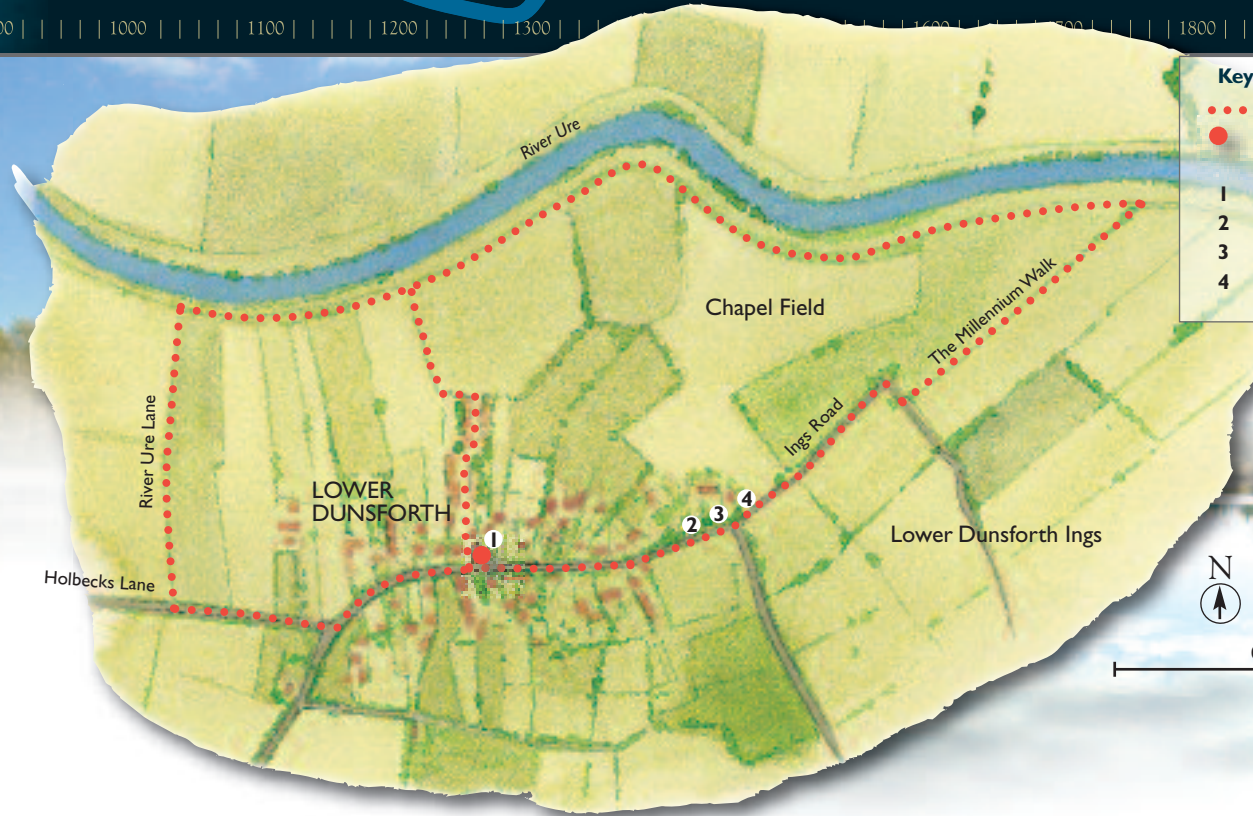 1000 1100 1200 1300 1800
Key
River Ure
1
2
3
4
Chapel Field
The Millennium Walk
River Ure Lane
Ings Road
LOWER
DUNSFORTH
4
3
2
1
Lower Dunsforth Ings
Holbecks Lane
N